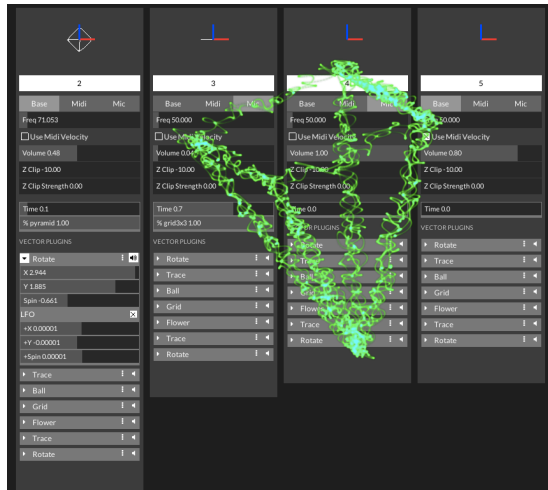 2
Base Midi Mic
Freq 71.053
Use Midi Velocity
Volume 0.48
Z Clip -10.00
Z Clip Strength 0.00
Time 0.1
% pyramid 1.00
VECTOR PLUGINS
Rotate
X 2.944
Y 1.885
Spin -0.661
LFO
+X 0.00001
+Y -0.00001
+Spin 0.00001
Trace
Ball
Grid
Flower
Trace
Rotate
3
Base Midi Mic
Freq 50.000
Use Midi Velocity
Volume 0.04
Z Clip -10.00
Z Clip Strength 0.00
Time 0.7
% grid3x3 1.00
VECTOR PLUGINS
Rotate
Trace
Ball
Grid
Flower
Trace
Rotate
4
Base Midi Mic
Freq 50.000
Use Midi Velocity
Volume 1.00
Z Clip -10.00
Z Clip Strength 0.00
Time 0.0
PLUGINS
Rotate
Ball
Grid
Flower
Trace
Rotate
5
Base Midi Mic
50.000
Use Midi Velocity
Volume 0.80
Z Clip -10.00
Z Clip Strength 0.00
Time 0.0
VECTOR PLUGINS
Rotate
Trace
Ball
Grid
Flower
Trace
Rotate